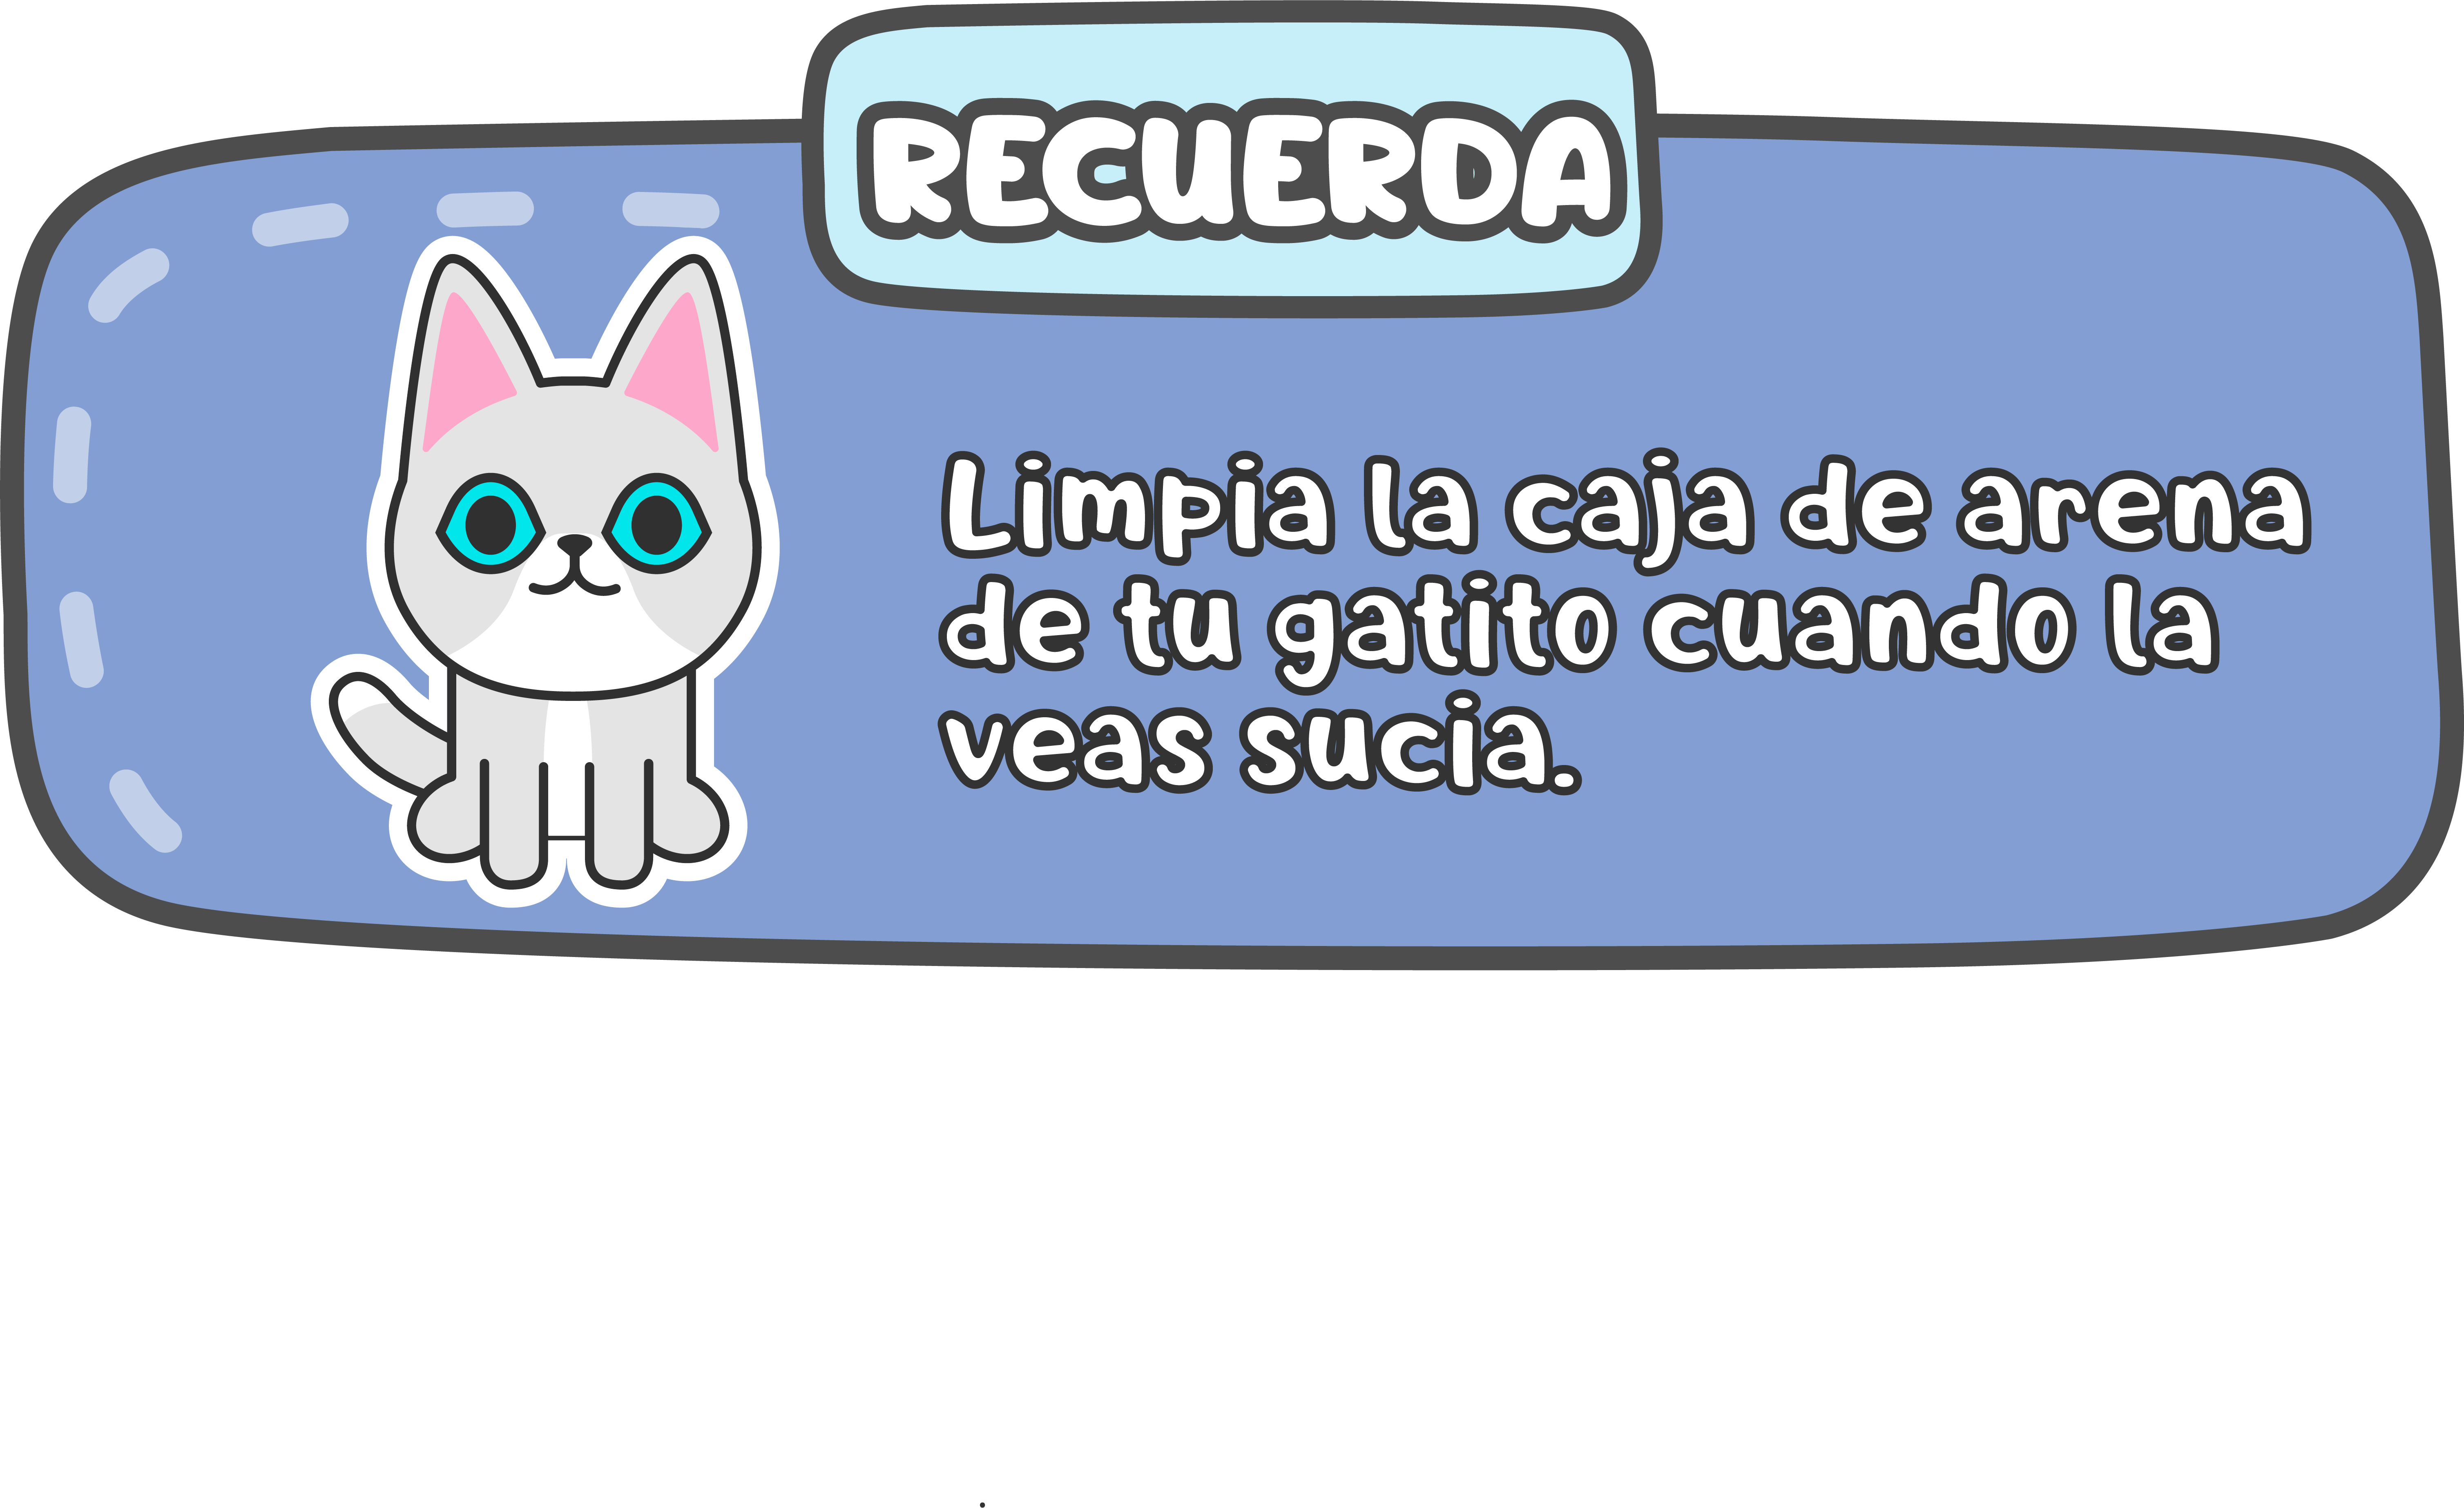 RECUERDA
Limpia la caja de arena
de tu gatito cuando la
veas sucia.